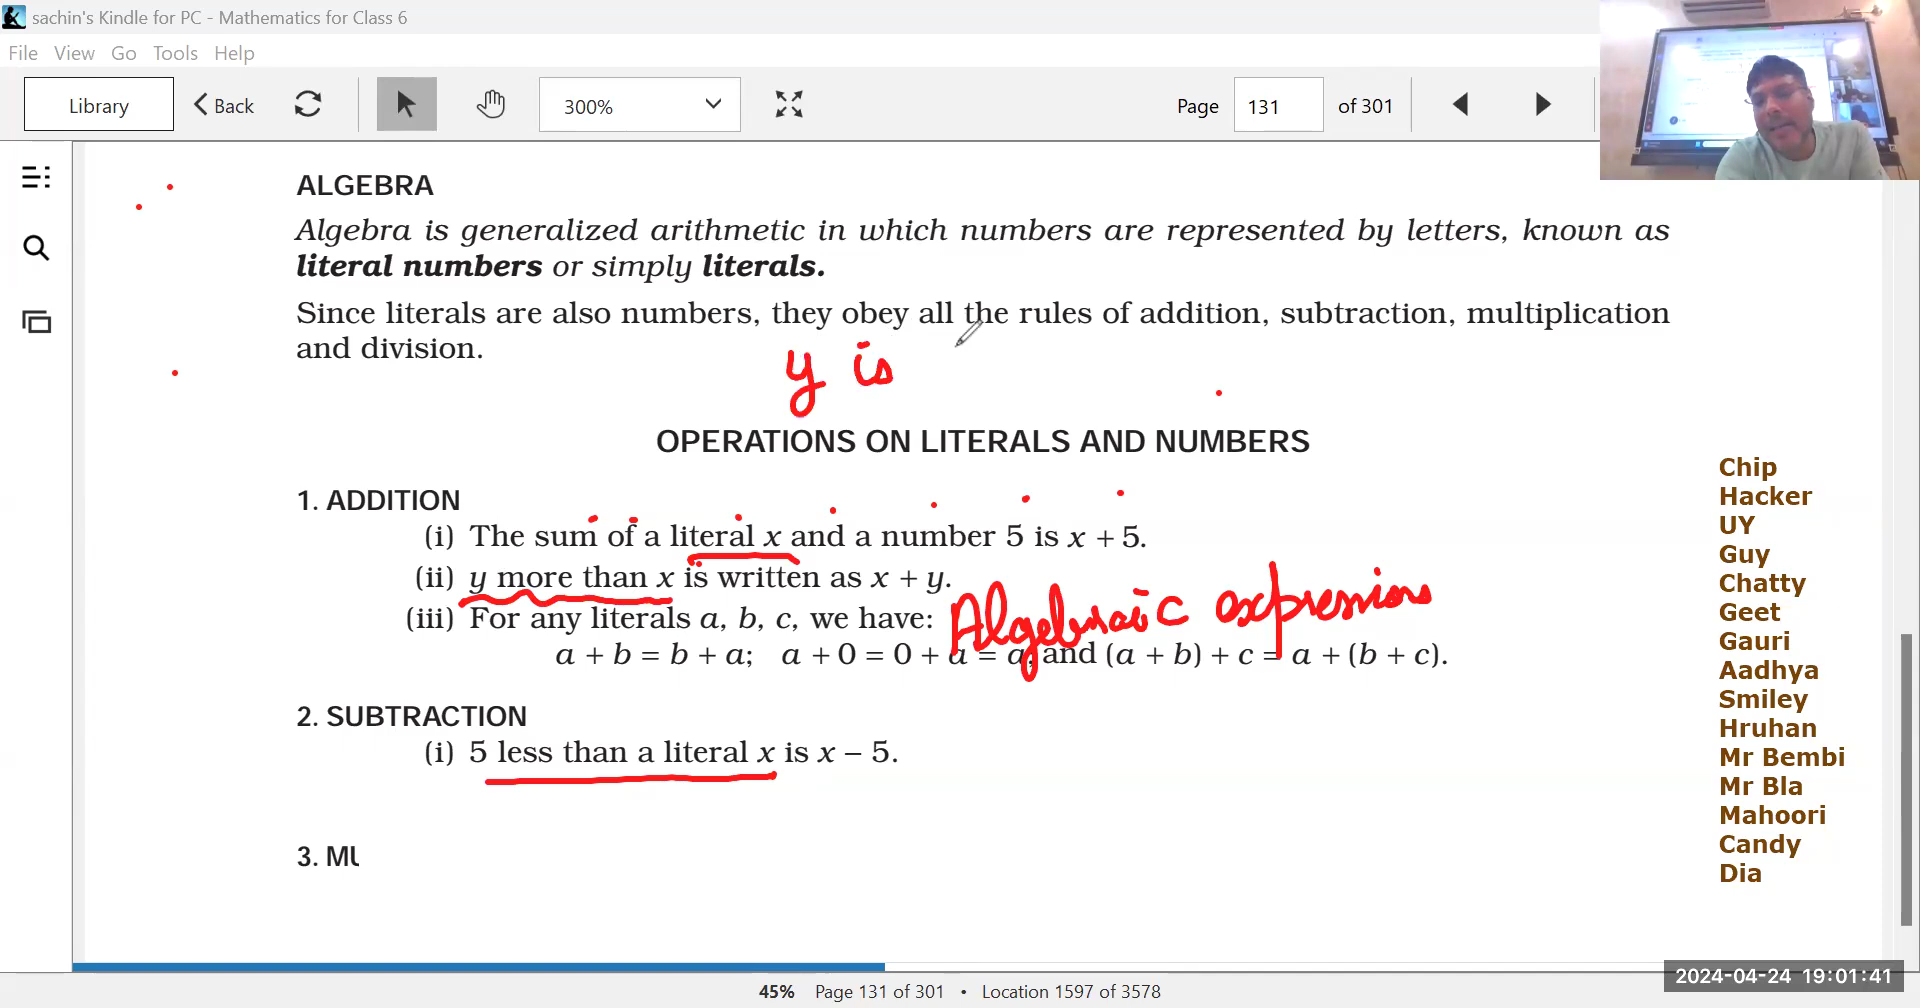 sachin's Kindle for PC - Mathematics for Class 6
File View Go Tools Help
Library Back 300% Page 131 of 301
ALGEBRA
Algebra is generalized arithmetic in which numbers are represented by letters, known as
literal numbers or simply literals.
Since literals are also numbers, they obey all the rules of addition, subtraction, multiplication
and division.
y is
OPERATIONS ON LITERALS AND NUMBERS
1. ADDITION
(i) The sum of a literal x and a number 5 is x + 5.
(ii) y more than x is written as x + y.
(iii) For any literals a, b, c, we have:
Algebraic expressions
a + b = b + a; a + 0 = 0 + a = a, and (a + b) + c = a + (b + c).
2. SUBTRACTION
(i) 5 less than a literal x is x – 5.
3. MU
Chip
Hacker
UY
Guy
Chatty
Geet
Gauri
Aadhya
Smiley
Hruhan
Mr Bembi
Mr Bla
Mahoori
Candy
Dia
2024-04-24 19:01:41
45% Page 131 of 301 • Location 1597 of 3578